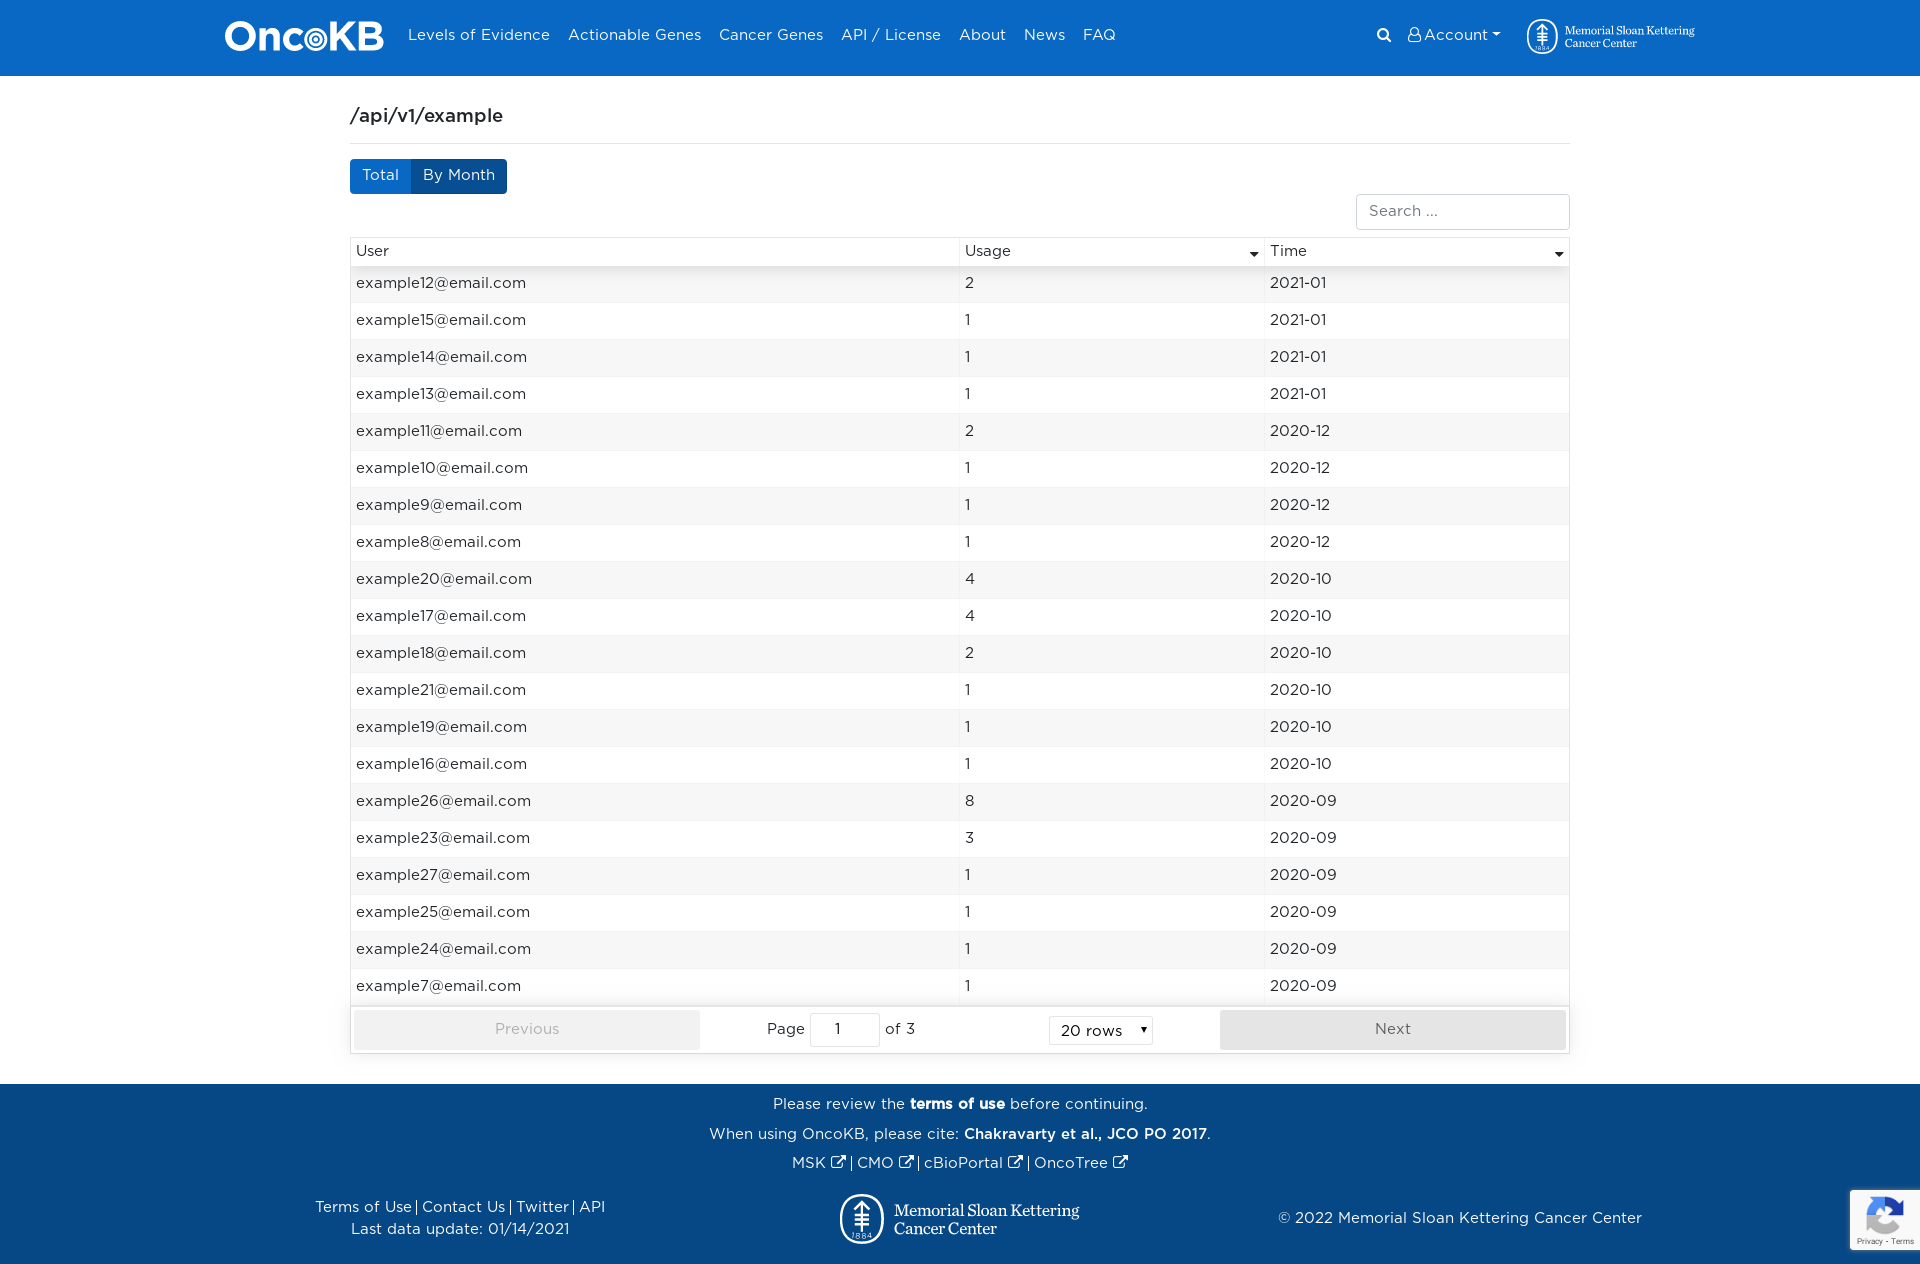 OncoKB Levels of Evidence Actionable Genes Cancer Genes API / License About News FAQ Account Memorial Sloan Kettering Cancer Center 1884
/api/v1/example
Total By Month
Search ...
User Usage Time
example12@email.com 2 2021-01
example15@email.com 1 2021-01
example14@email.com 1 2021-01
example13@email.com 1 2021-01
example11@email.com 2 2020-12
example10@email.com 1 2020-12
example9@email.com 1 2020-12
example8@email.com 1 2020-12
example20@email.com 4 2020-10
example17@email.com 4 2020-10
example18@email.com 2 2020-10
example21@email.com 1 2020-10
example19@email.com 1 2020-10
example16@email.com 1 2020-10
example26@email.com 8 2020-09
example23@email.com 3 2020-09
example27@email.com 1 2020-09
example25@email.com 1 2020-09
example24@email.com 1 2020-09
example7@email.com 1 2020-09
Previous Page 1 of 3 20 rows Next
Please review the terms of use before continuing.
When using OncoKB, please cite: Chakravarty et al., JCO PO 2017.
MSK | CMO | cBioPortal | OncoTree
Terms of Use | Contact Us | Twitter | API
Last data update: 01/14/2021
1884 Memorial Sloan Kettering
Cancer Center
© 2022 Memorial Sloan Kettering Cancer Center
Privacy - Terms